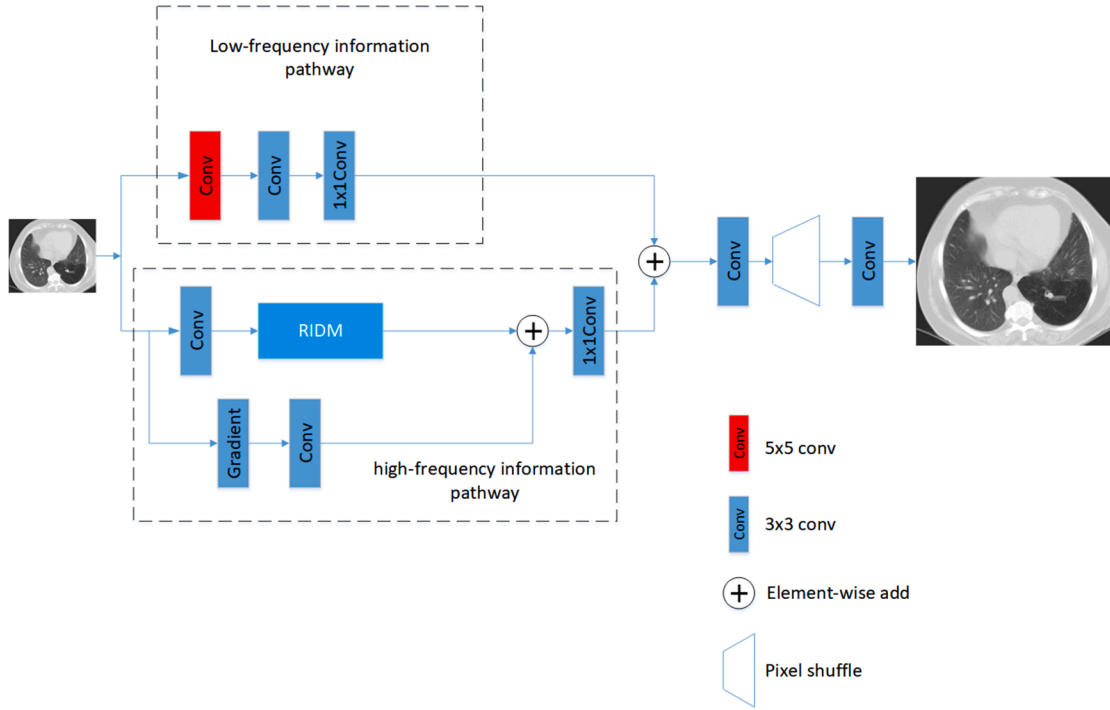 Low-frequency information
pathway
Conv
Conv
1x1Conv
Conv
RIDM
1x1Conv
Gradient
Conv
high-frequency information
pathway
Conv
Conv
Conv
5x5 conv
Conv
3x3 conv
Element-wise add
Pixel shuffle